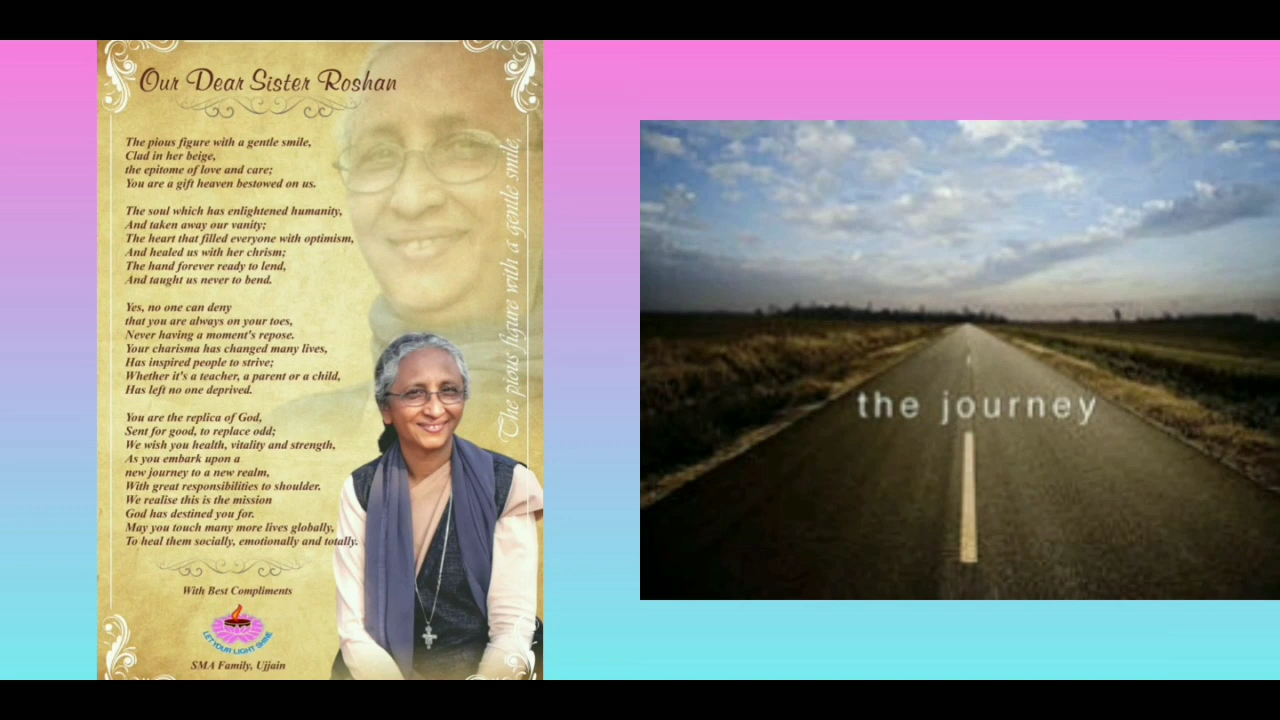 Our Dear Sister Roshan
The pious figure with a gentle smile,
Clad in her beige,
the epitome of love and care;
You are a gift heaven bestowed on us.
The soul which has enlightened humanity,
And taken away our vanity;
The heart that filled everyone with optimism,
And healed us with her chrism;
The hand forever ready to lend,
And taught us never to bend.
Yes, no one can deny
that you are always on your toes,
Never having a moment's repose.
Your charisma has changed many lives,
Has inspired people to strive;
Whether it's a teacher, a parent or a child,
Has left no one deprived.
You are the replica of God,
Sent for good, to replace odd;
We wish you health, vitality and strength,
As you embark upon a
new journey to a new realm,
With great responsibilities to shoulder.
We realise this is the mission
God has destined you for.
May you touch many more lives globally,
To heal them socially, emotionally and totally.
With Best Compliments
LET YOUR LIGHT SHINE
SMA Family, Ujjain
The pious figure with a gentle smile,
the journey